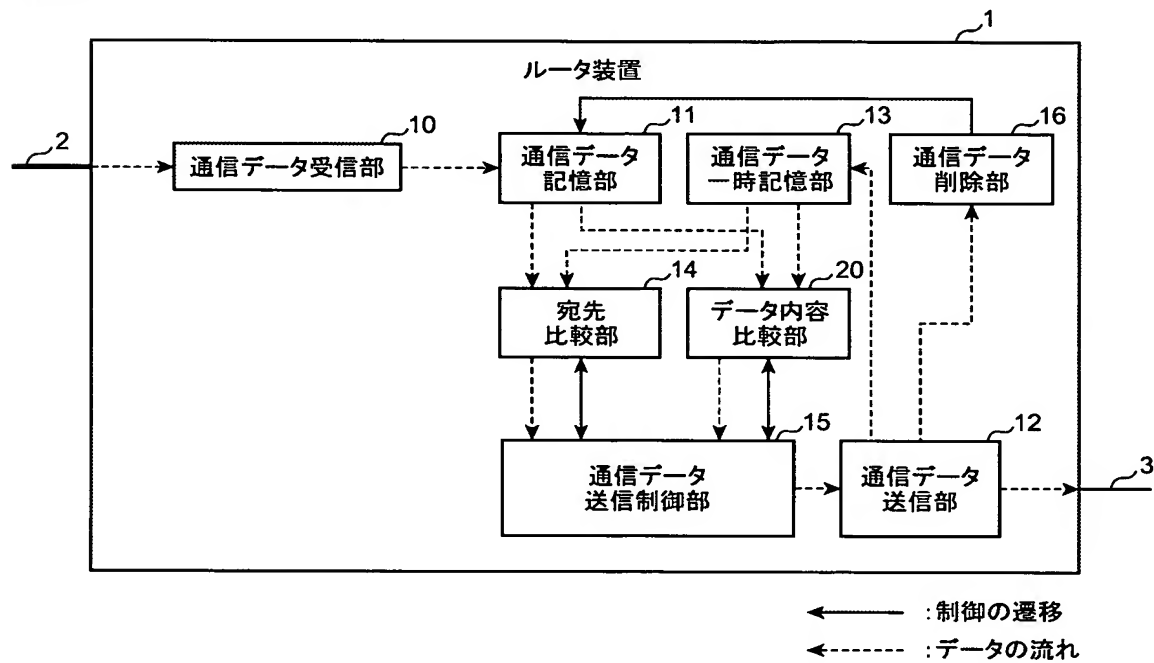 1
ルータ装置
2
10
通信データ受信部
11
通信データ
記憶部
13
通信データ
一時記憶部
16
通信データ
削除部
14
宛先
比較部
20
データ内容
比較部
15
通信データ
送信制御部
12
通信データ
送信部
3
:制御の遷移
:データの流れ